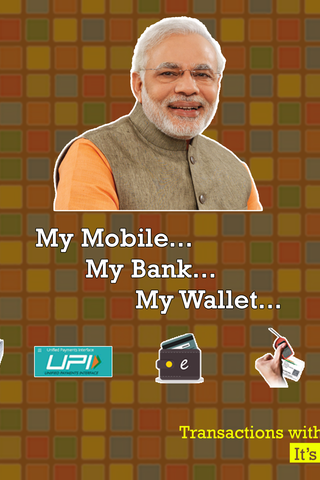 My Mobile...
My Bank...
My Wallet...
Unified Payments Interface
UPI
UNIFIED PAYMENTS INTERFACE
e
Transactions with
It's